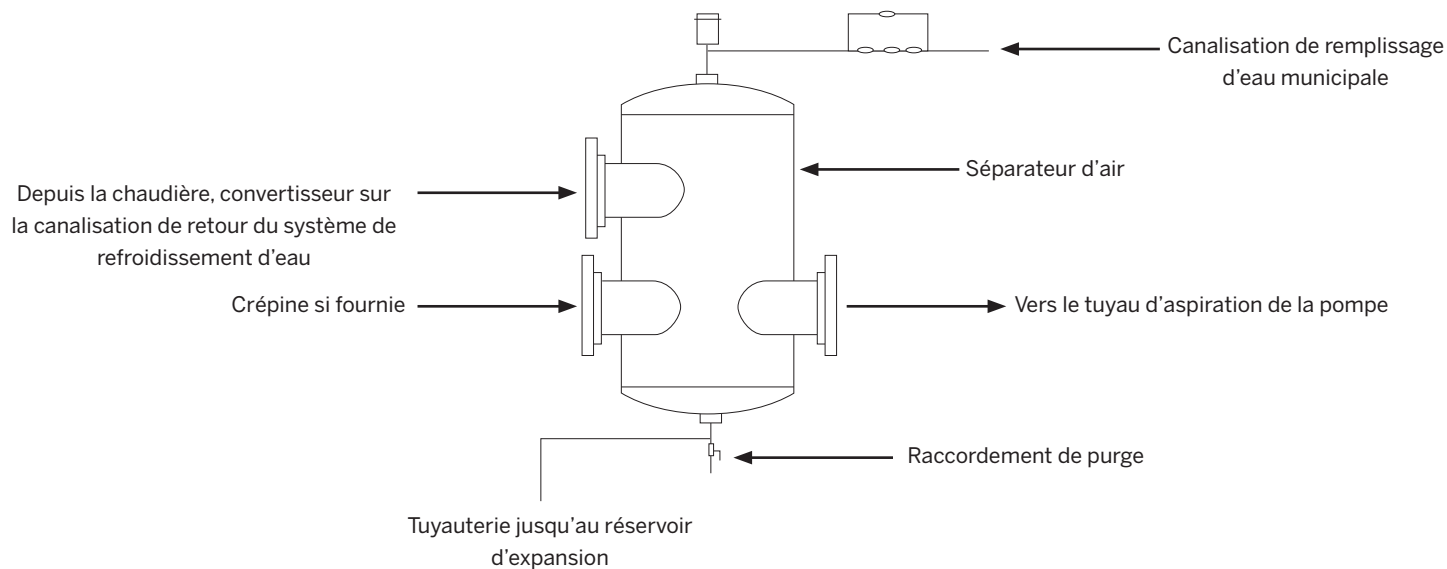 Canalisation de remplissage
d’eau municipale
Séparateur d’air
Depuis la chaudière, convertisseur sur
la canalisation de retour du système de
refroidissement d’eau
Crépine si fournie
Vers le tuyau d’aspiration de la pompe
Raccordement de purge
Tuyauterie jusqu’au réservoir
d’expansion